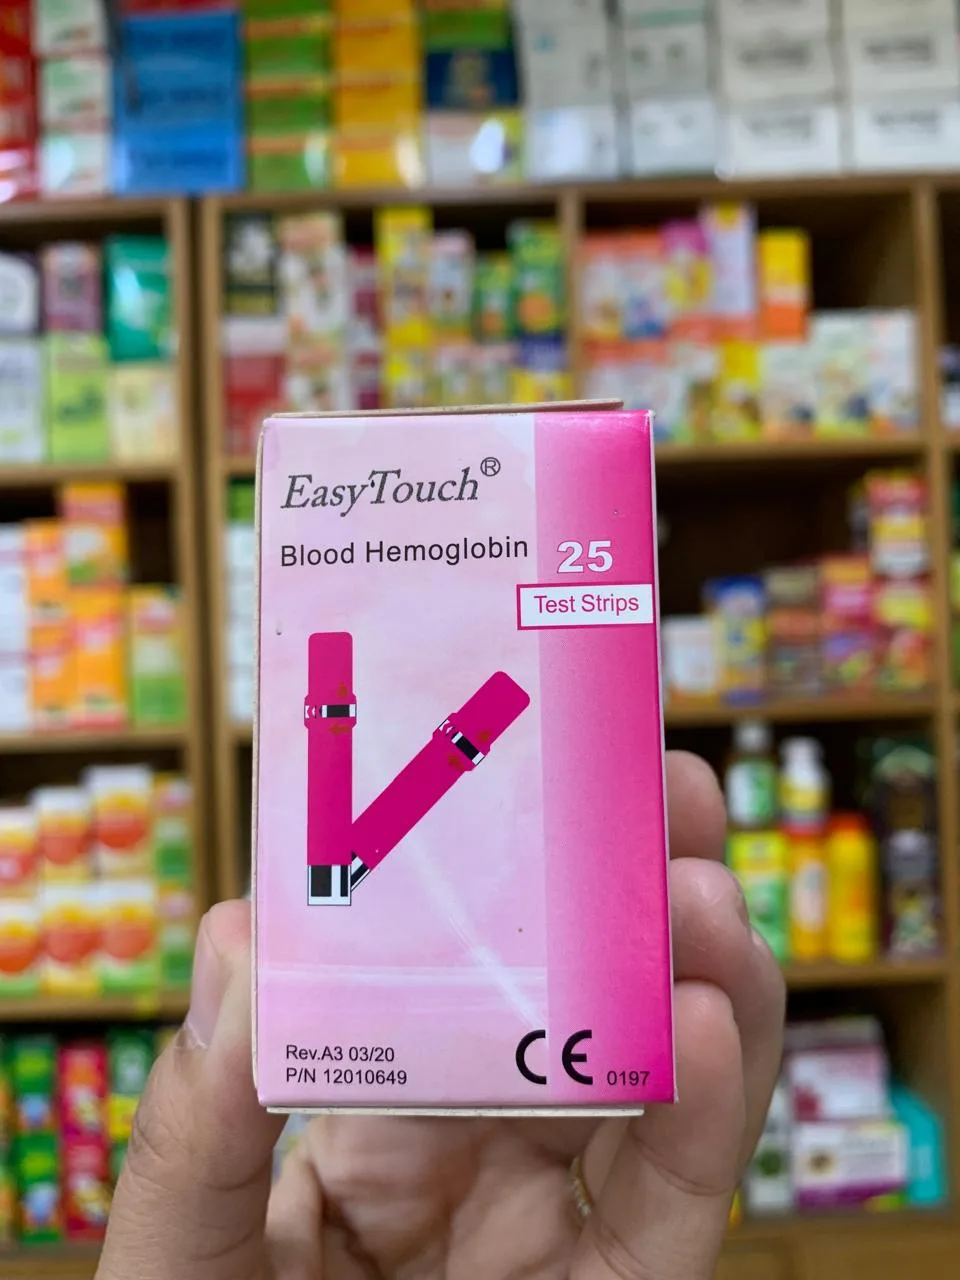 EasyTouch®
Blood Hemoglobin
25
Test Strips
Rev.A3 03/20
P/N 12010649
CE 0197